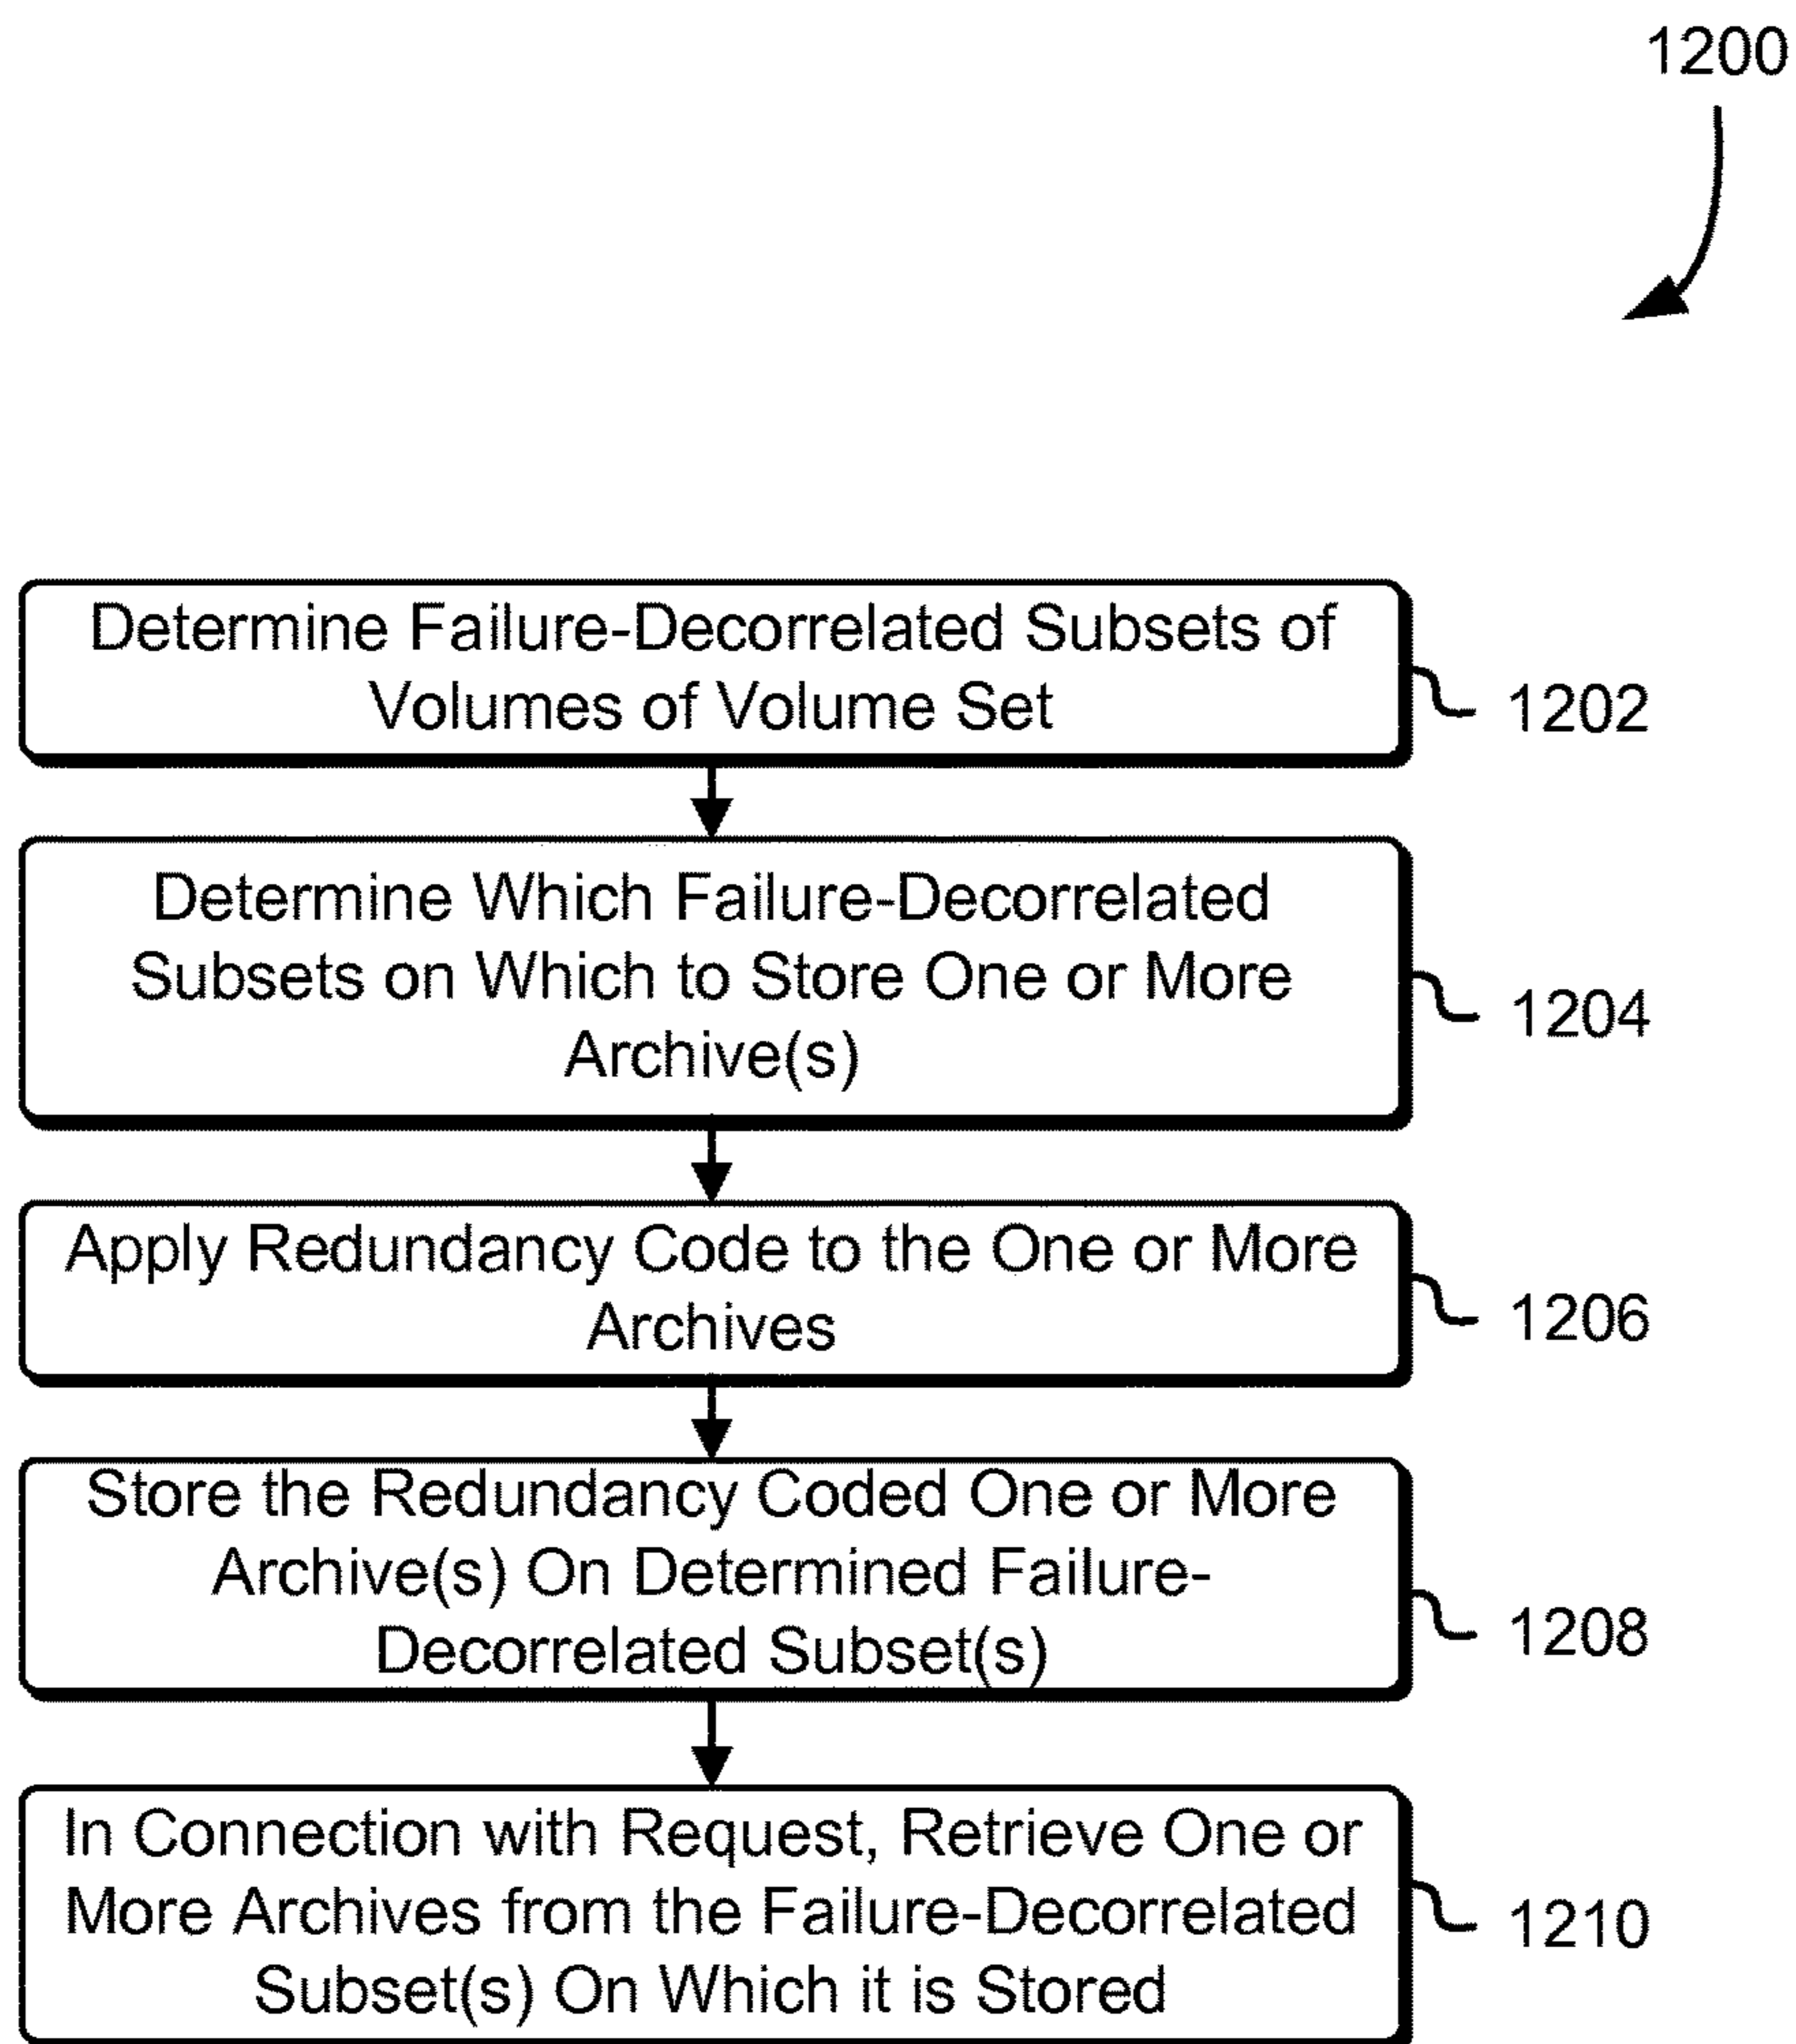 1200
Determine Failure-Decorrelated Subsets of
Volumes of Volume Set
1202
Determine Which Failure-Decorrelated
Subsets on Which to Store One or More
Archive(s)
1204
Apply Redundancy Code to the One or More
Archives
1206
Store the Redundancy Coded One or More
Archive(s) On Determined Failure-
Decorrelated Subset(s)
1208
In Connection with Request, Retrieve One or
More Archives from the Failure-Decorrelated
Subset(s) On Which it is Stored
1210